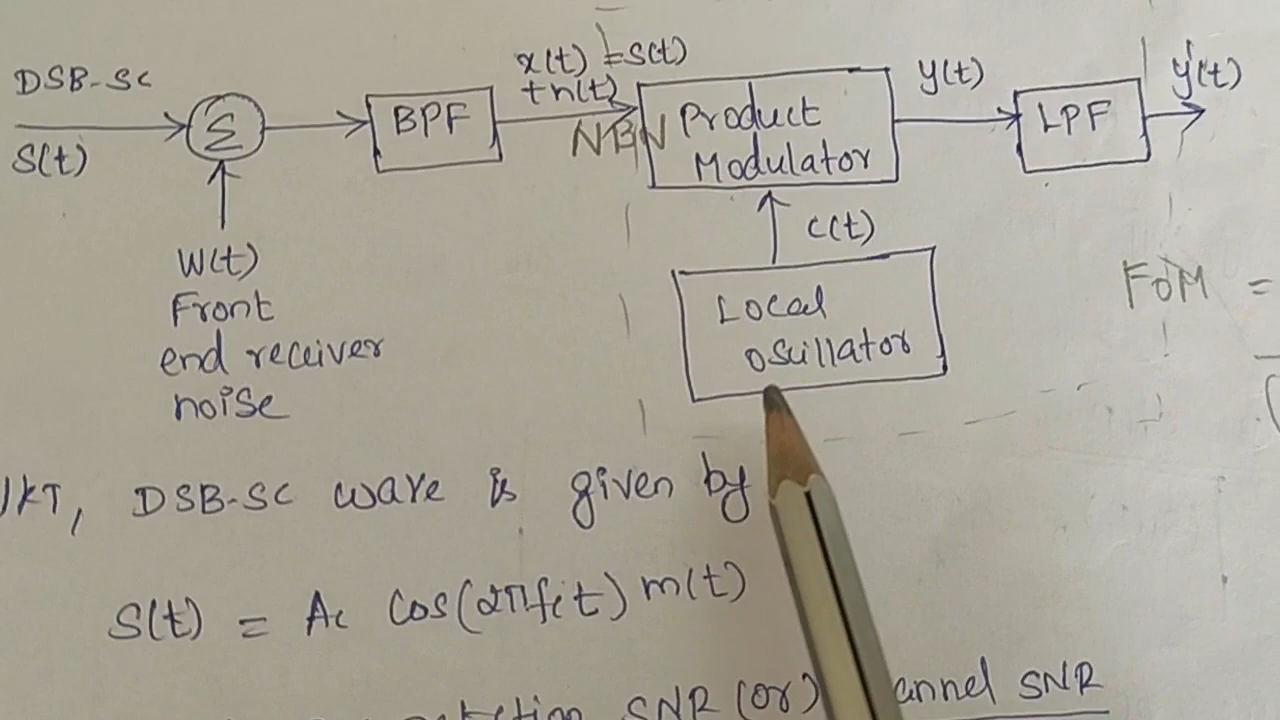 DSB-SC
S(t)
Σ
W(t)
Front
end receiver
noise
BPF
x(t) = S(t)
+n(t)
NBN
Product
Modulator
c(t)
Local
oscillator
y(t)
LPF
y'(t)
FOM =
DSB-SC wave is given by
S(t) = Ac Cos(2πfct) m(t)
SNR (or) annel SNR